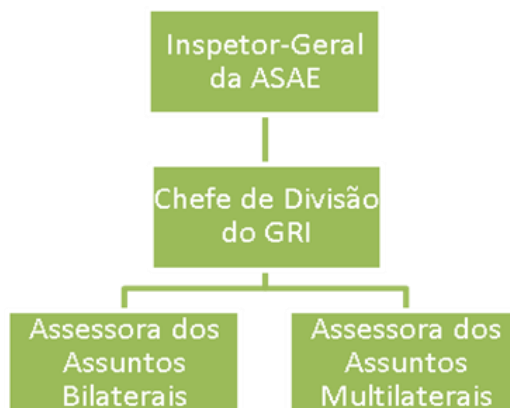 Inspetor-Geral
da ASAE
Chefe de Divisão
do GRI
Assessora dos
Assuntos
Bilaterais
Assessora dos
Assuntos
Multilaterais